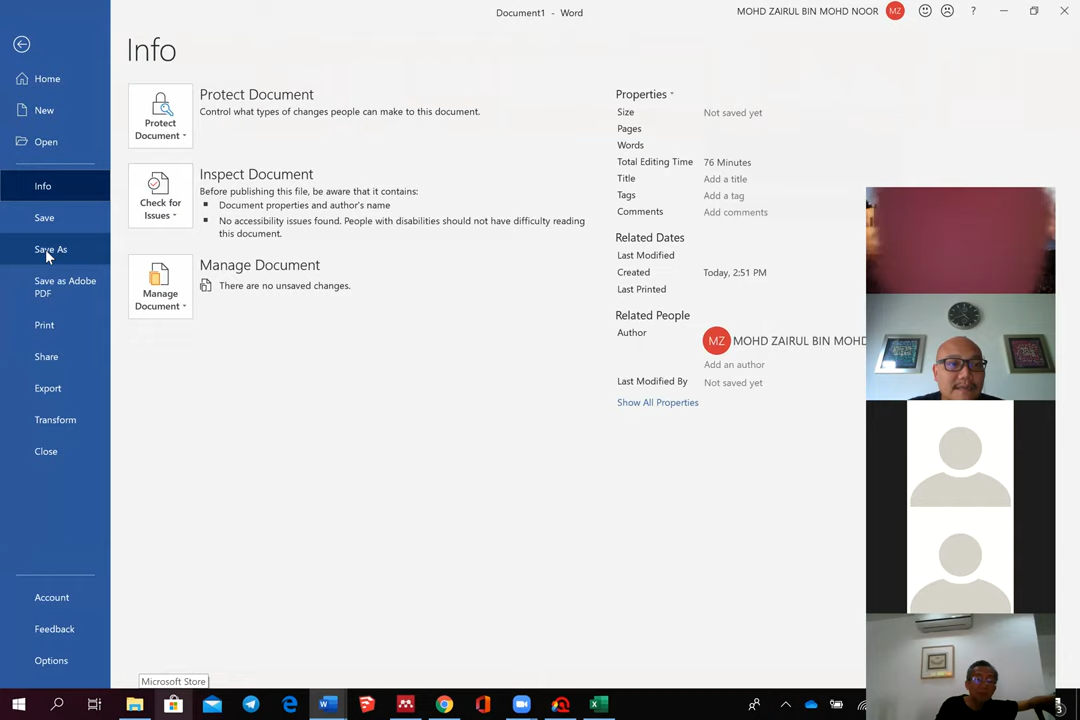 Document1 - Word
MOHD ZAIRUL BIN MOHD NOOR
MZ
?
Info
Home
New
Open
Info
Save
Save As
Save as Adobe
PDF
Print
Share
Export
Transform
Close
Account
Feedback
Options
Protect
Document
Protect Document
Control what types of changes people can make to this document.
Check for
Issues
Inspect Document
Before publishing this file, be aware that it contains:
Document properties and author's name
No accessibility issues found. People with disabilities should not have difficulty reading
this document.
Manage
Document
Manage Document
There are no unsaved changes.
Properties
Size Not saved yet
Pages
Words
Total Editing Time 76 Minutes
Title Add a title
Tags Add a tag
Comments Add comments
Related Dates
Last Modified
Created Today, 2:51 PM
Last Printed
Related People
Author
MZ MOHD ZAIRUL BIN MOHD
Add an author
Last Modified By Not saved yet
Show All Properties
Microsoft Store
3